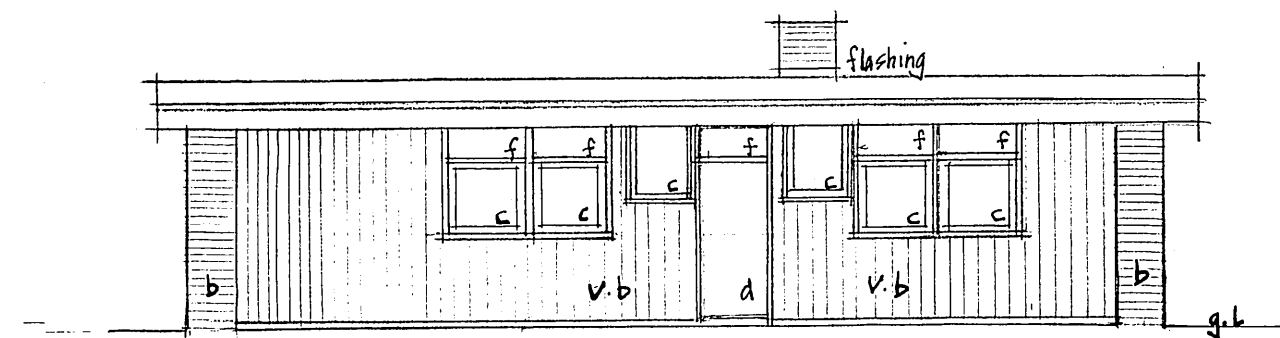 flashing
f f f f f
c c
c c c c
b v.b d v.b b
g.l